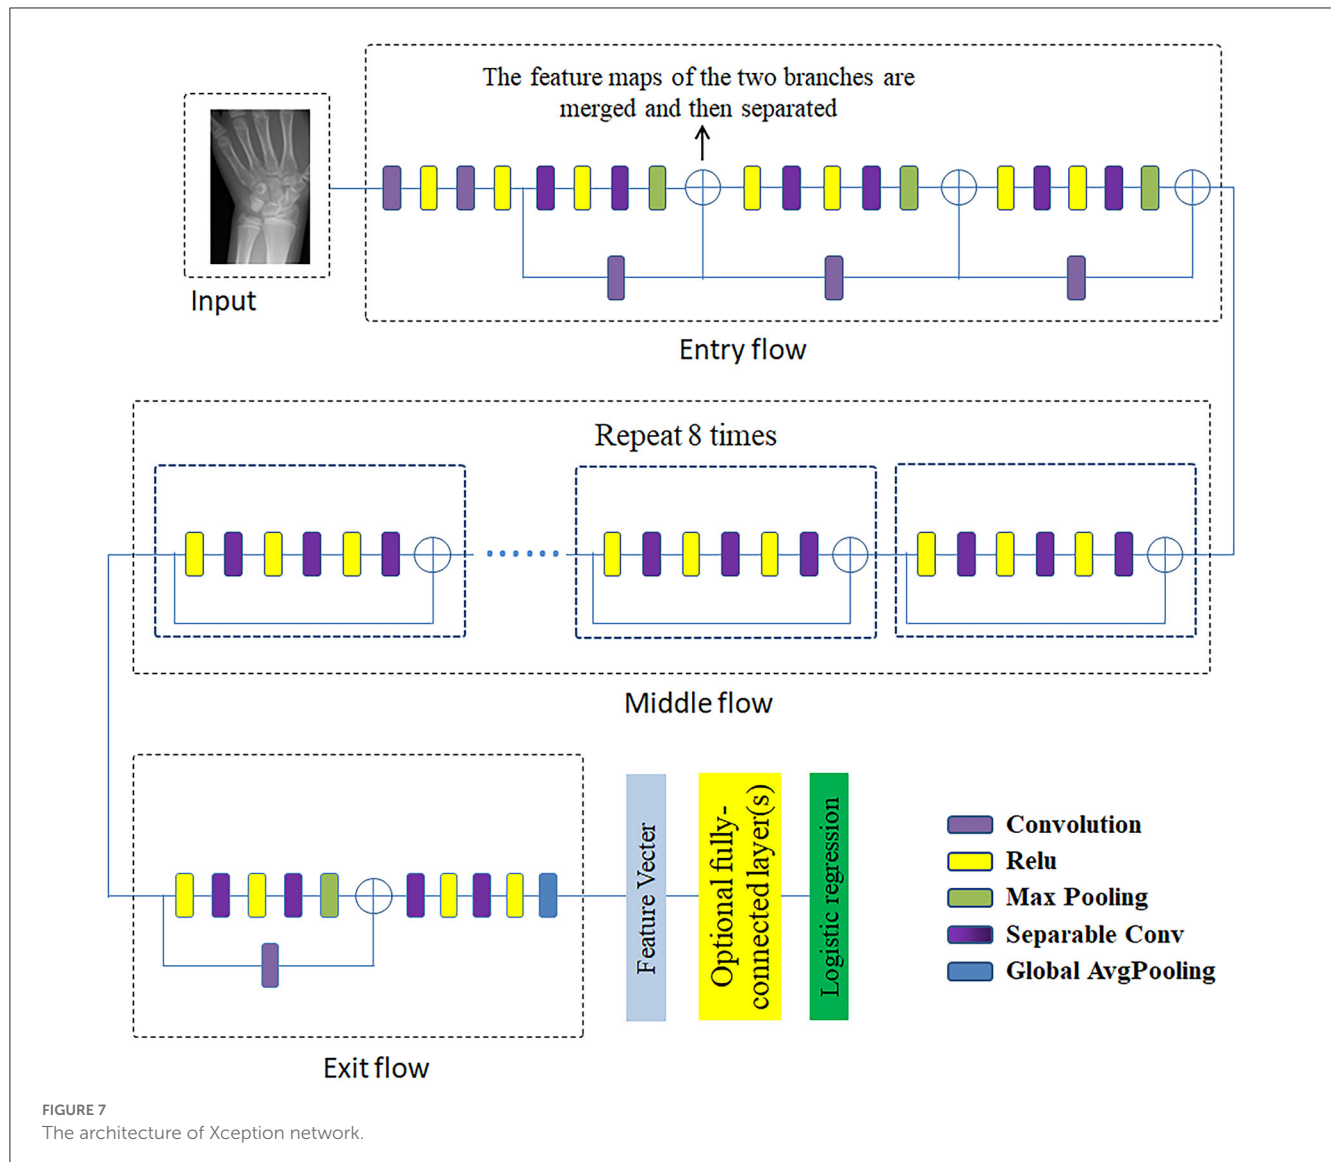 The feature maps of the two branches are
merged and then separated
Input
Entry flow
Repeat 8 times
Middle flow
Feature Vecter
Optional fully-
connected layer(s)
Logistic regression
Convolution
Relu
Max Pooling
Separable Conv
Global AvgPooling
Exit flow
FIGURE 7
The architecture of Xception network.